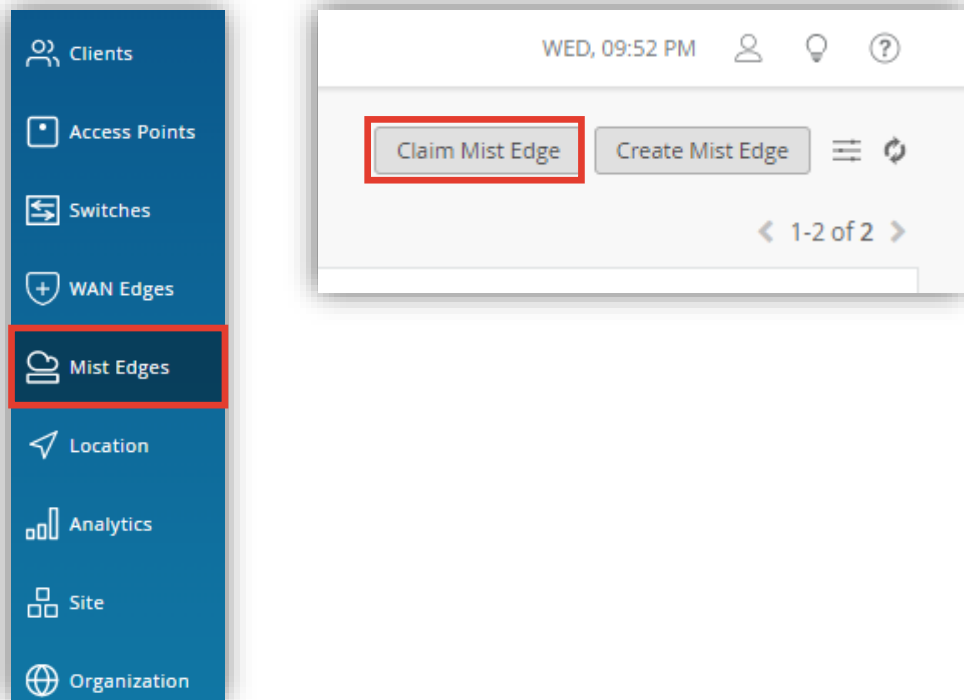 Clients
Access Points
Switches
WAN Edges
Mist Edges
Location
Analytics
Site
Organization
WED, 09:52 PM
Claim Mist Edge
Create Mist Edge
1-2 of 2